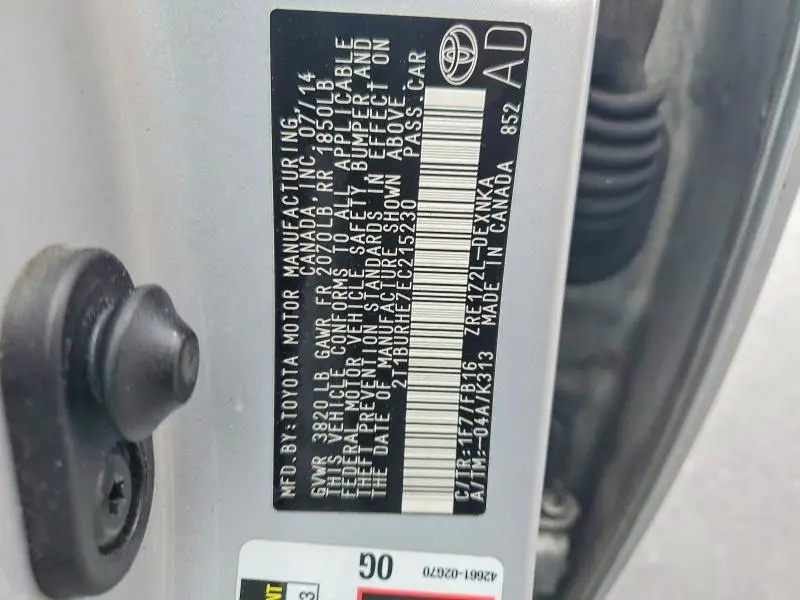 MFD.BY:TOYOTA MOTOR MANUFACTURING,
CANADA,INC. 07/14
GVWR 3820 LB GAWR FR 2020LB RR 1850LB
THIS VEHICLE CONFORMS TO ALL APPLICABLE
FEDERAL MOTOR VEHICLE SAFETY, BUMPER, AND
THEFT PREVENTION STANDARDS IN EFFECT ON
THE DATE OF MANUFACTURE SHOWN ABOVE.
2T1BURHE7EC215230 PASS.CAR
C/TR:1F7/FB16 ZRE172L-DEXNKA
A/TM:-04A/K313 MADE IN CANADA 852
AD
OG
42661-02G70